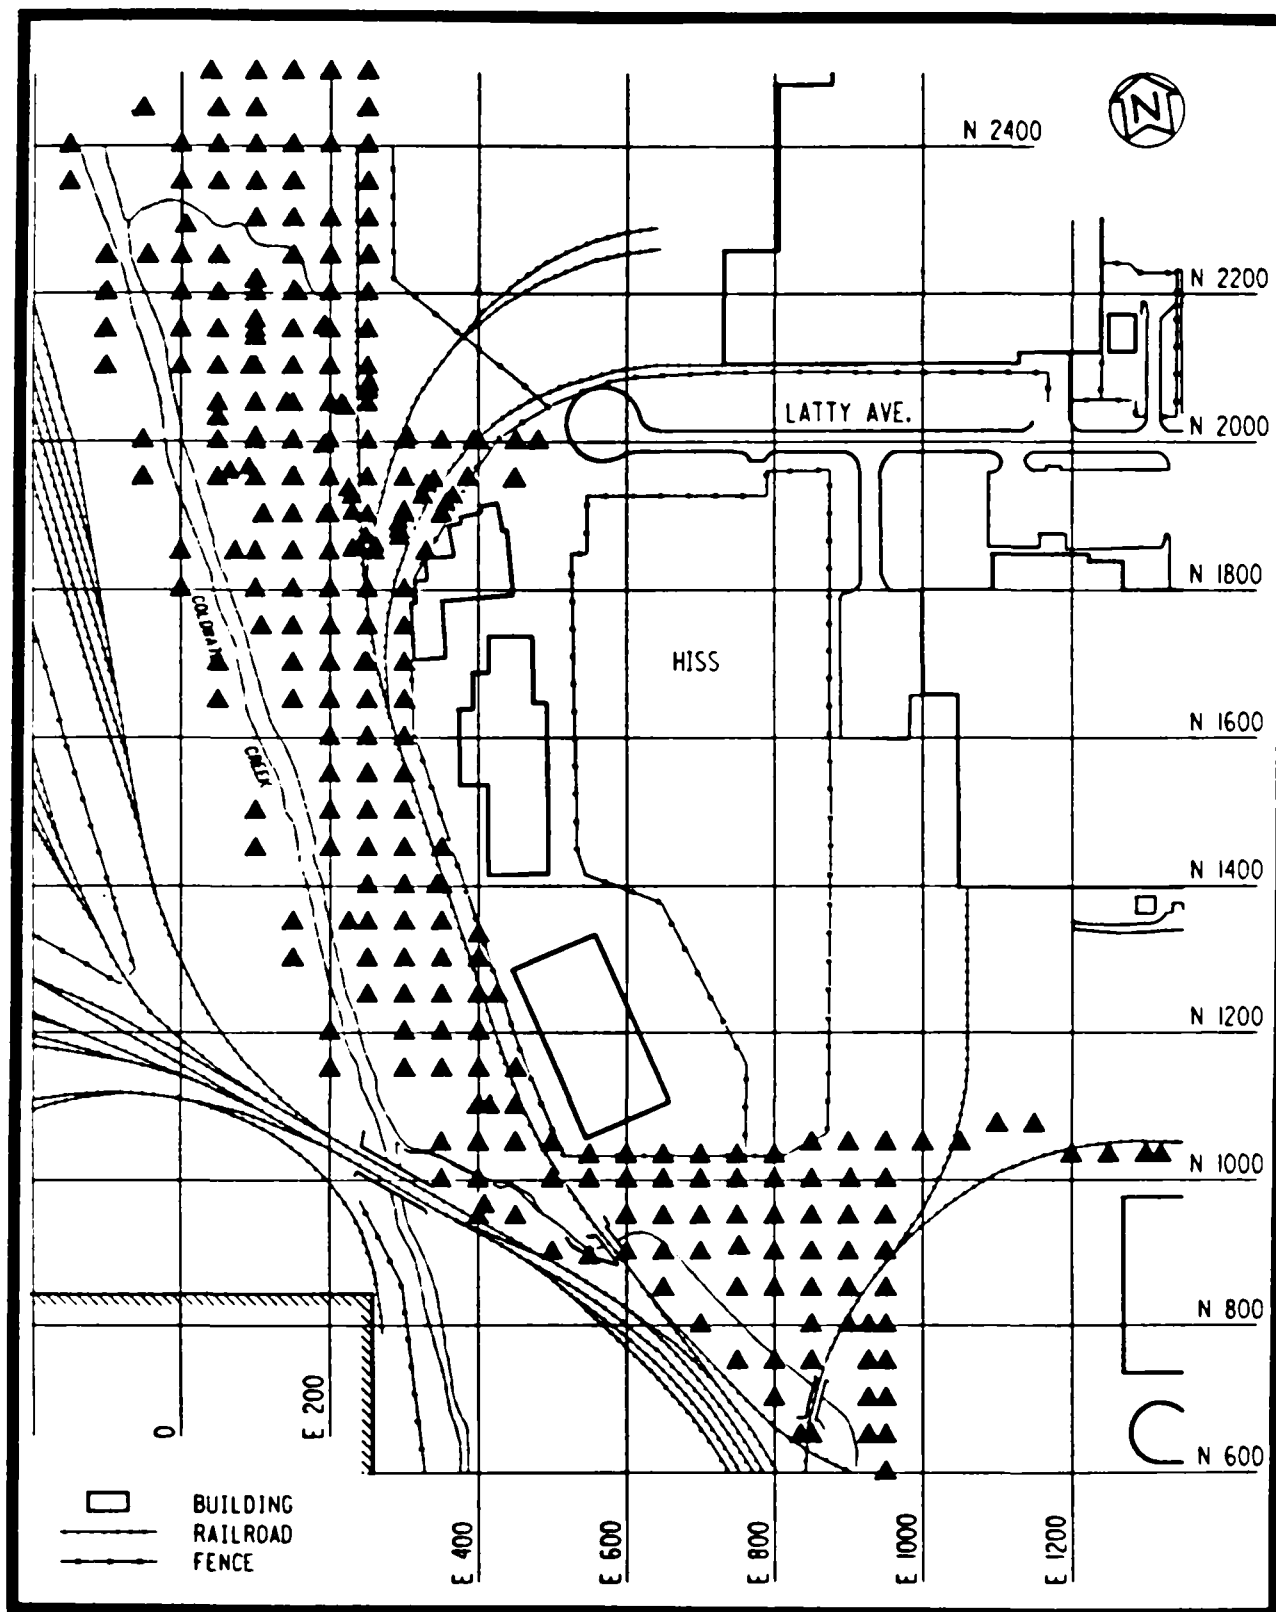 N
N 2400
N 2200
LATTY AVE.
N 2000
N 1800
COLDWATER
HISS
N 1600
CREEK
N 1400
N 1200
N 1000
N 800
0
E 200
N 600
E 400
E 600
E 800
E 1000
E 1200
BUILDING
RAILROAD
FENCE